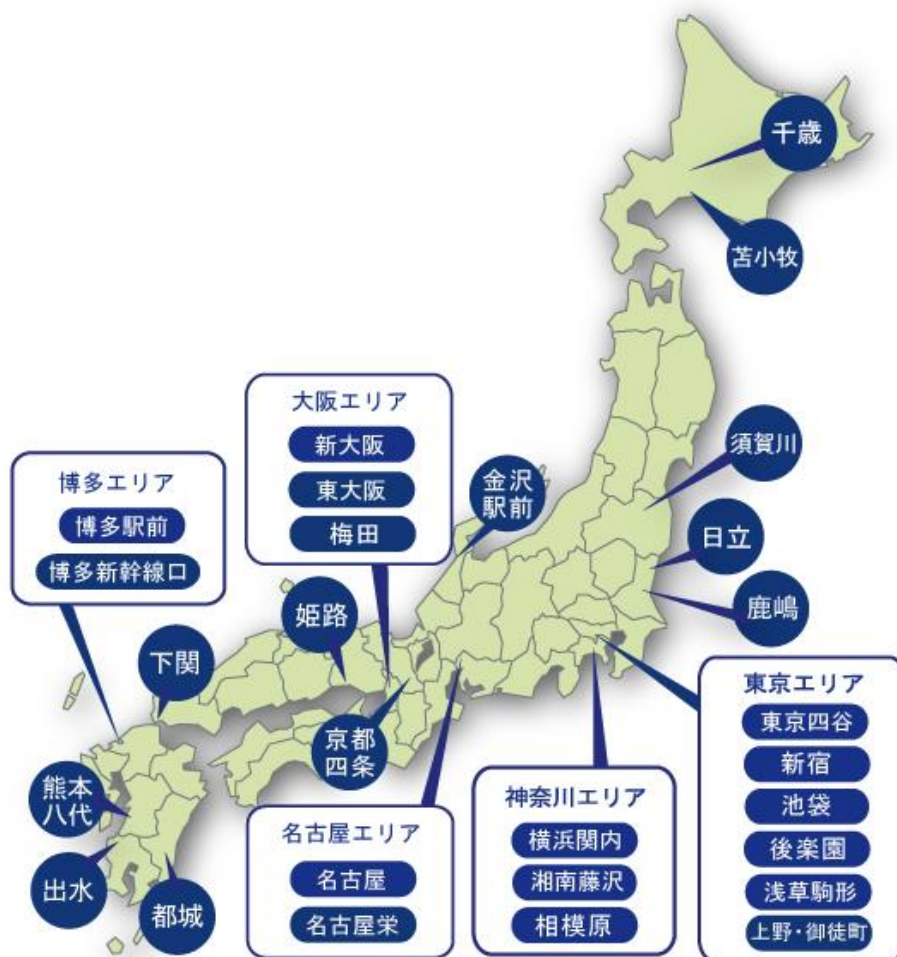 千歳
苫小牧
須賀川
日立
鹿嶋
金沢
駅前
大阪エリア
新大阪
東大阪
梅田
博多エリア
博多駅前
博多新幹線口
姫路
下関
京都
四条
熊本
八代
出水
都城
名古屋エリア
名古屋
名古屋栄
神奈川エリア
横浜関内
湘南藤沢
相模原
東京エリア
東京四谷
新宿
池袋
後楽園
浅草駒形
上野・御徒町